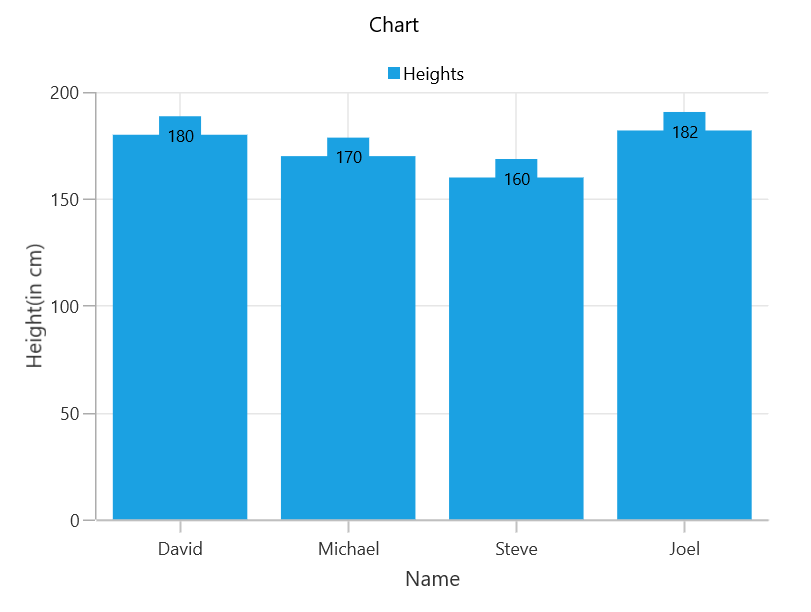 Chart
Heights
200
150
100
50
0
Height(in cm)
180
170
160
182
David
Michael
Steve
Joel
Name